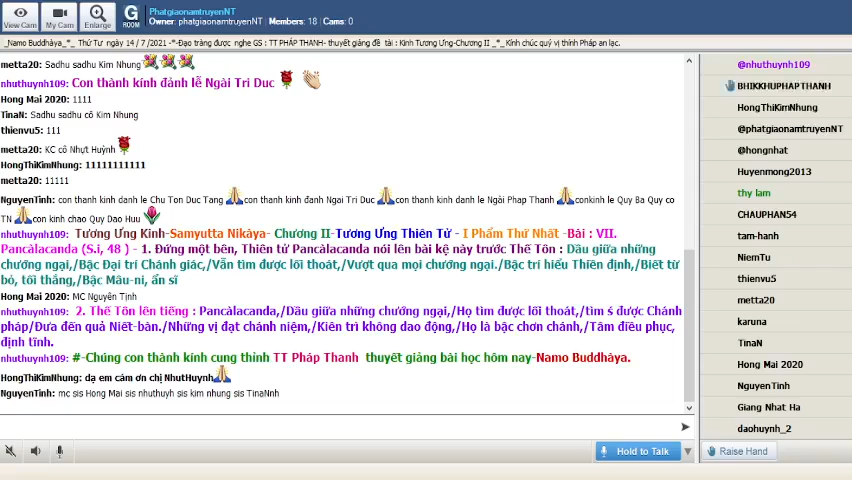 View Cam
My Cam
Enlarge
G
ROOM
PhatgiaonamtruyenNT
Owner: phatgiaonamtruyenNT | Members: 18 | Cams: 0
_Namo Buddhàya_*_ Thứ Tư ngày 14 / 7 /2021 -*-Đạo tràng được nghe GS : TT PHÁP THANH- thuyết giảng đề tài : Kinh Tương Ưng-Chương II _*_ Kính chúc quý vị thính Pháp an lạc.
metta20: Sadhu sadhu Kim Nhung
nhuthuynh109: Con thành kính đảnh lễ Ngài Tri Duc
Hong Mai 2020: 1111
TinaN: Sadhu sadhu cô Kim Nhung
thienvu5: 111
metta20: KC cô Nhựt Huỳnh
HongThiKimNhung: 11111111111
metta20: 11111
NguyenTinh: con thanh kinh danh le Chu Ton Duc Tang con thanh kinh đanh Ngai Tri Duc con thanh kinh danh le Ngài Phap Thanh conkinh le Quy Ba Quy co
TN con kinh chao Quy Dao Huu
nhuthuynh109: Tương Ưng Kinh-Samyutta Nikàya- Chương II-Tương Ưng Thiên Tử - I Phẩm Thứ Nhất -Bài : VII.
Pancàlacanda (S.i, 48 ) - 1. Đứng một bên, Thiên tử Pancàlacanda nói lên bài kệ này trước Thế Tôn : Dầu giữa những
chướng ngại,/Bậc Đại trí Chánh giác,/Vẫn tìm được lối thoát,/Vượt qua mọi chướng ngại./Bậc trí hiểu Thiền định,/Biết từ
bỏ, tối thắng,/Bậc Mâu-ni, ẩn sĩ
Hong Mai 2020: MC Nguyên Tịnh
nhuthuynh109: 2. Thế Tôn lên tiếng : Pancàlacanda,/Dầu giữa những chướng ngại,/Họ tìm được lối thoát,/tìm ś được Chánh
pháp/Đưa đến quả Niết-bàn./Những vị đạt chánh niệm,/Kiên trì không dao động,/Họ là bậc chơn chánh,/Tâm điều phục,
định tĩnh.
nhuthuynh109: #-Chúng con thành kính cung thỉnh TT Pháp Thanh thuyết giảng bài học hôm nay-Namo Buddhàya.
HongThiKimNhung: dạ em cám ơn chị NhutHuynh
NguyenTinh: mc sis Hong Mai sis nhuthuyh sis kim nhung sis TinaNnh
Hold to Talk
@nhuthuynh109
BHIKKHUPHAPTHANH
HongThiKimNhung
@phatgiaonamtruyenNT
@hongnhat
Huyenmong2013
thy lam
CHAUPHAN54
tam-hanh
NiemTu
thienvu5
metta20
karuna
TinaN
Hong Mai 2020
NguyenTinh
Giang Nhat Ha
daohuynh_2
Raise Hand